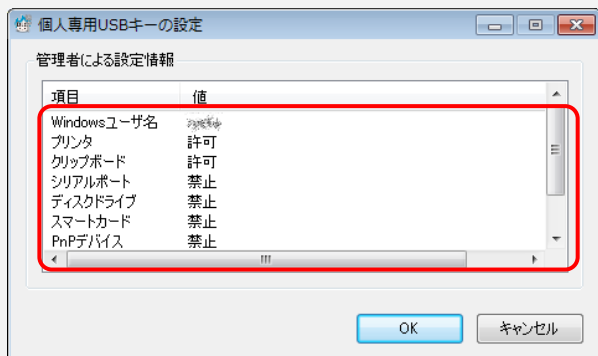 個人専用USBキーの設定
管理者による設定情報
項目 値
Windowsユーザ名
プリンタ 許可
クリップボード 許可
シリアルポート 禁止
ディスクドライブ 禁止
スマートカード 禁止
PnPデバイス 禁止
OK キャンセル